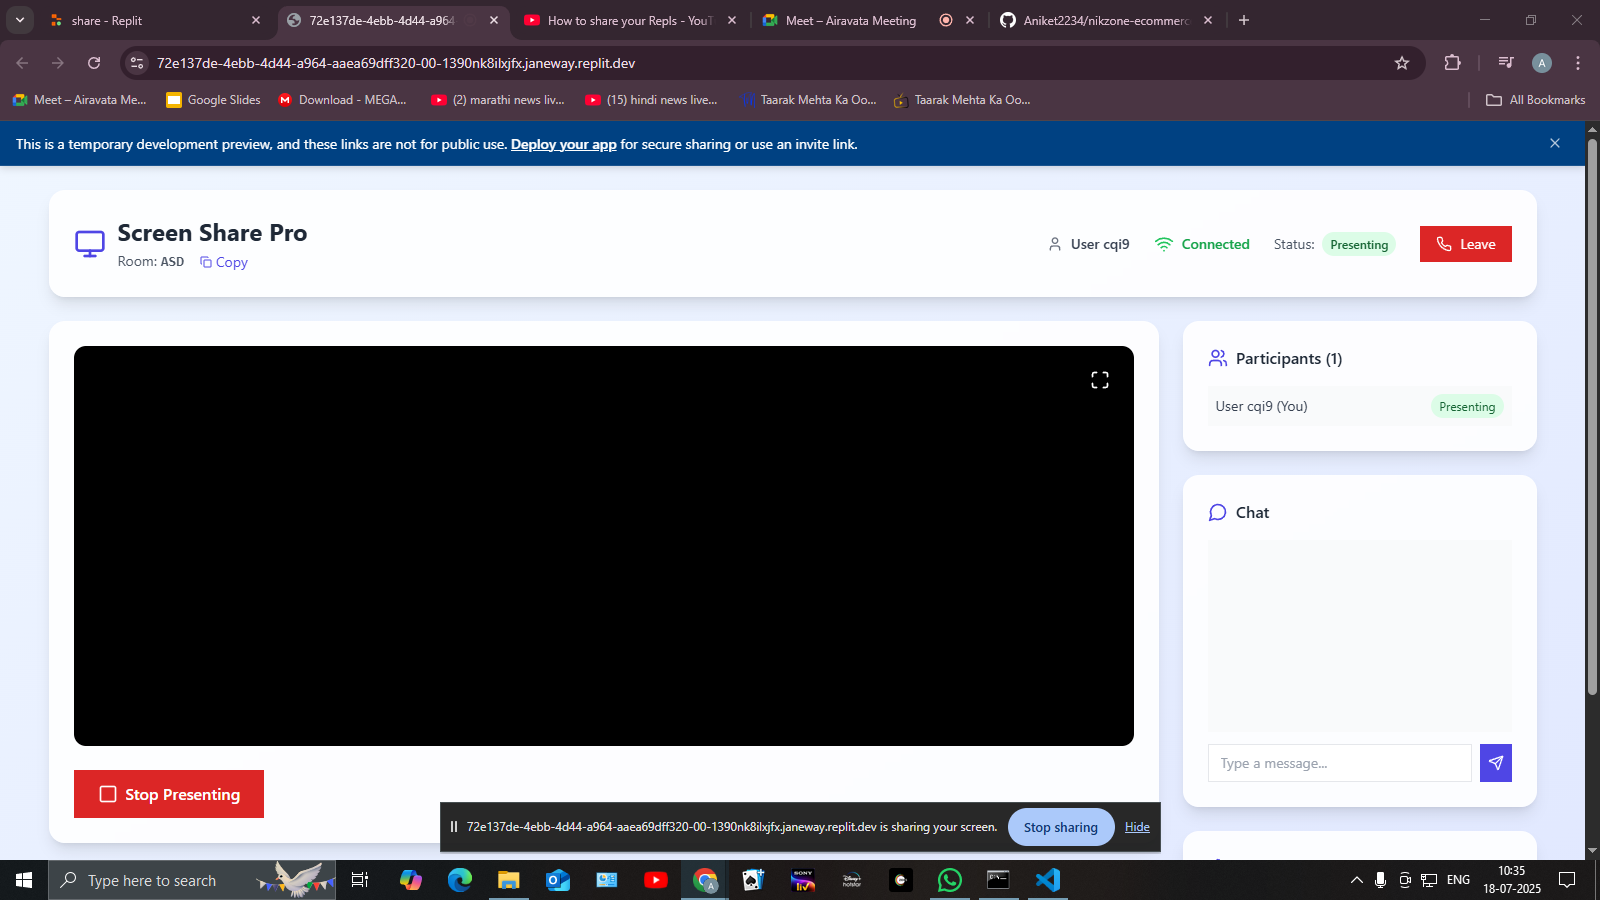 share - Replit
72e137de-4ebb-4d44-a964
How to share your Repls - YouT
Meet – Airavata Meeting
Aniket2234/nikzone-ecommerc
72e137de-4ebb-4d44-a964-aaea69dff320-00-1390nk8ilxjfx.janeway.replit.dev
A
Meet – Airavata Me...
Google Slides
Download - MEGA...
(2) marathi news liv...
(15) hindi news live...
Taarak Mehta Ka Oo...
Taarak Mehta Ka Oo...
All Bookmarks
This is a temporary development preview, and these links are not for public use. Deploy your app for secure sharing or use an invite link.
Screen Share Pro
Room: ASD Copy
User cqi9
Connected
Status: Presenting
Leave
Participants (1)
User cqi9 (You)
Presenting
Chat
Type a message...
Stop Presenting
72e137de-4ebb-4d44-a964-aaea69dff320-00-1390nk8ilxjfx.janeway.replit.dev is sharing your screen.
Stop sharing
Hide
Type here to search
ENG
10:35
18-07-2025